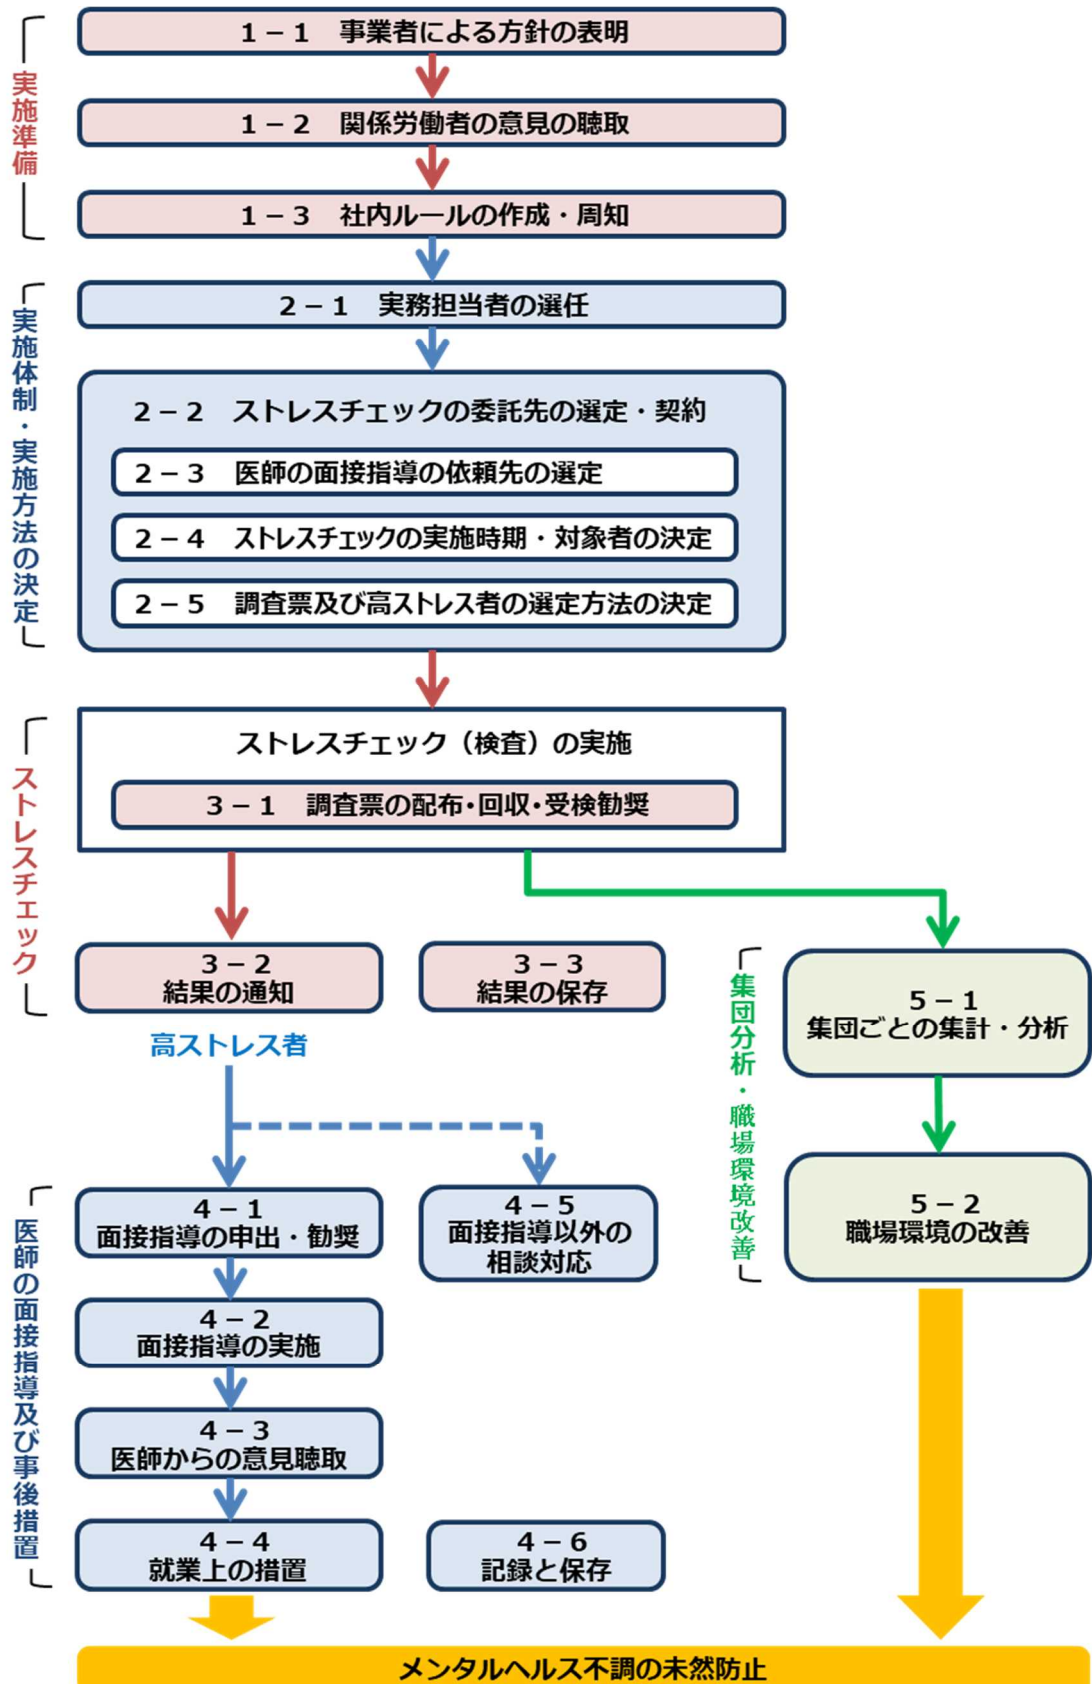 実施準備
1－1 事業者による方針の表明
1－2 関係労働者の意見の聴取
1－3 社内ルールの作成・周知
実施体制・実施方法の決定
2－1 実務担当者の選任
2－2 ストレスチェックの委託先の選定・契約
2－3 医師の面接指導の依頼先の選定
2－4 ストレスチェックの実施時期・対象者の決定
2－5 調査票及び高ストレス者の選定方法の決定
ストレスチェック
ストレスチェック（検査）の実施
3－1 調査票の配布・回収・受検勧奨
3－2
結果の通知
3－3
結果の保存
高ストレス者
集団分析・職場環境改善
5－1
集団ごとの集計・分析
5－2
職場環境の改善
医師の面接指導及び事後措置
4－1
面接指導の申出・勧奨
4－5
面接指導以外の
相談対応
4－2
面接指導の実施
4－3
医師からの意見聴取
4－4
就業上の措置
4－6
記録と保存
メンタルヘルス不調の未然防止